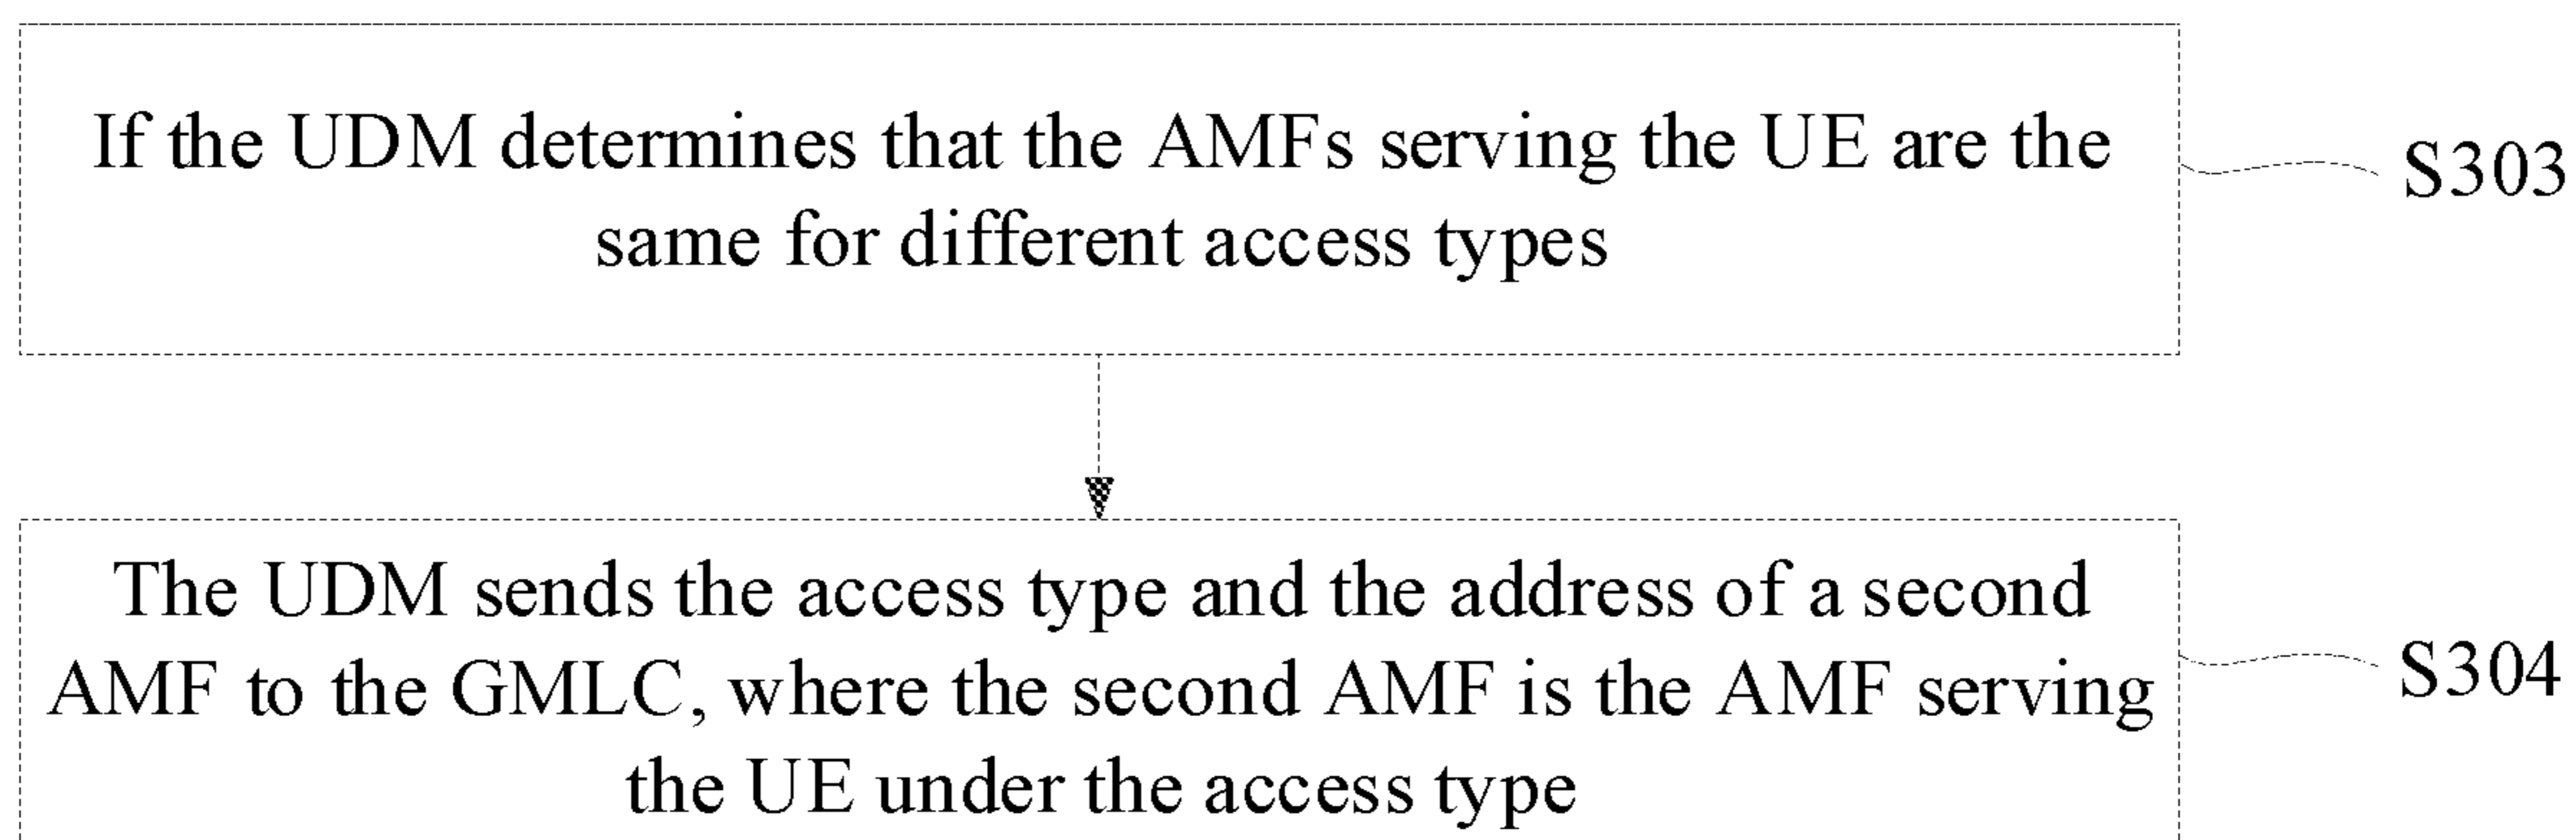 If the UDM determines that the AMFs serving the UE are the
same for different access types
S303
The UDM sends the access type and the address of a second
AMF to the GMLC, where the second AMF is the AMF serving
the UE under the access type
S304